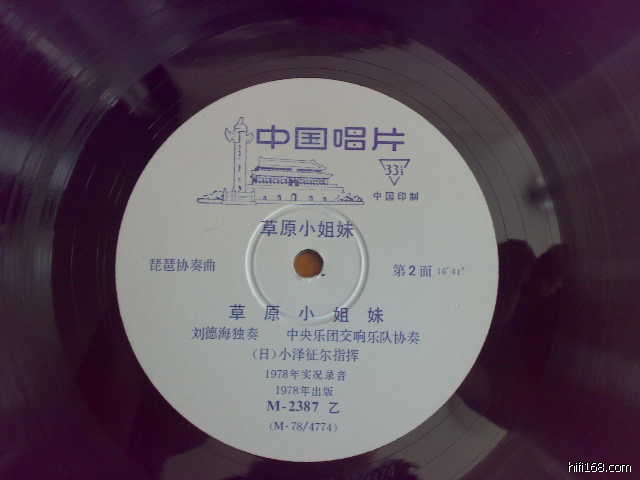 中国唱片
33⅓
中国印制
草原小姐妹
琵琶协奏曲
第2面 16′41″
草原小姐妹
刘德海独奏 中央乐团交响乐队协奏
(日)小泽征尔指挥
1978年实况录音
1978年出版
M-2387 乙
(M·78/4774)
hifi168.com